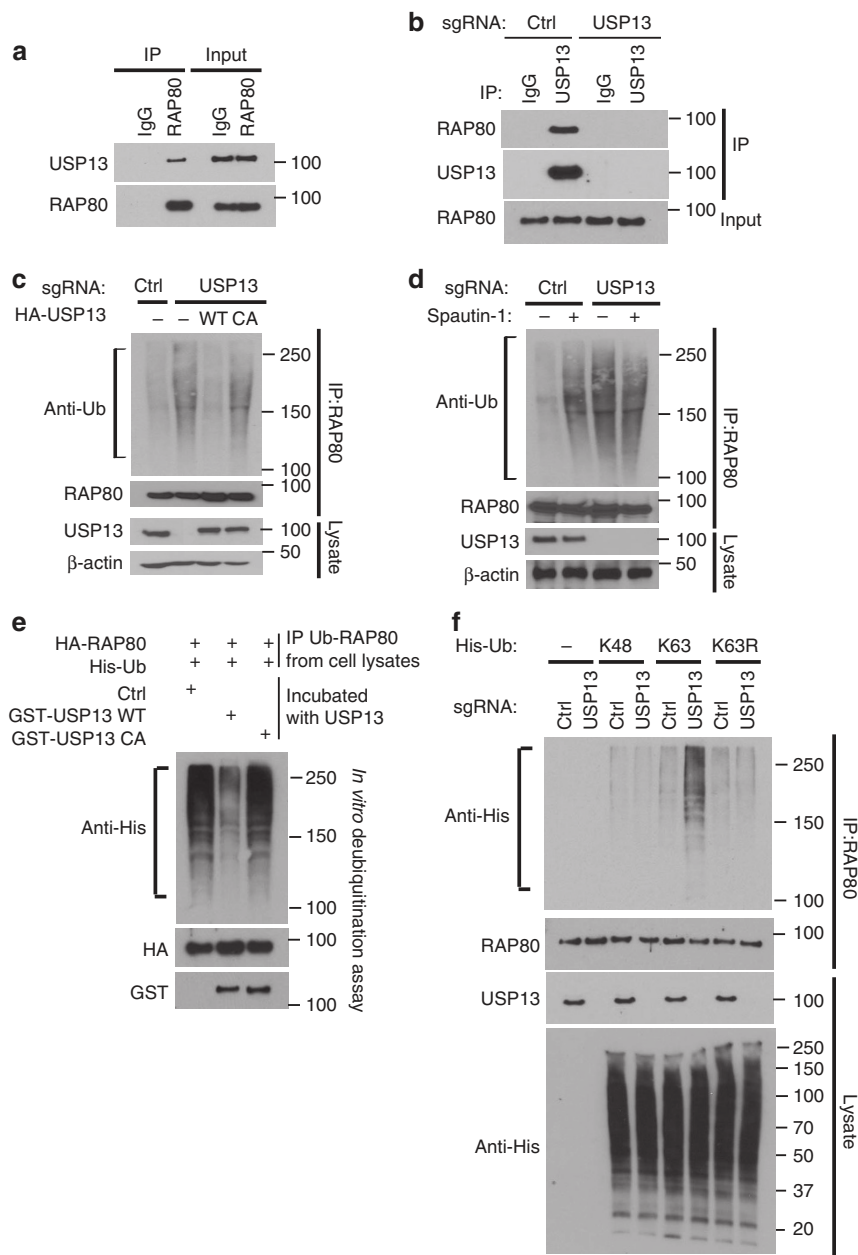 a
IP Input
IgG RAP80 IgG RAP80
USP13 100
RAP80 100
b
sgRNA: Ctrl USP13
IP: IgG USP13 IgG USP13
RAP80 100
USP13 100
IP
RAP80 100 Input
c
sgRNA: Ctrl USP13
HA-USP13 – – WT CA
Anti-Ub 250 150 100
RAP80 100
IP:RAP80
USP13 100
β-actin 50
Lysate
d
sgRNA: Ctrl USP13
Spautin-1: – + – +
Anti-Ub 250 150 100
RAP80 100
IP:RAP80
USP13 100
β-actin 50
Lysate
e
HA-RAP80 + + + IP Ub-RAP80
His-Ub + + + from cell lysates
Ctrl + Incubated
GST-USP13 WT + with USP13
GST-USP13 CA +
Anti-His 250 150 100
HA 100
GST 100
In vitro deubiquitination assay
f
His-Ub: – K48 K63 K63R
sgRNA: Ctrl USP13 Ctrl USP13 Ctrl USP13 Ctrl USP13
Anti-His 250 150 100
RAP80 100
IP:RAP80
USP13 100
Anti-His 250 150 100 70 50 37 20
Lysate